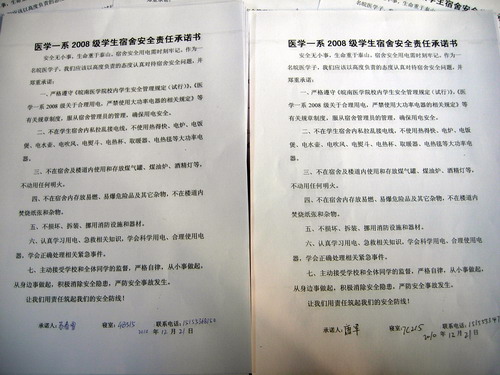 医学一系 2008 级学生宿舍安全责任承诺书
安全无小事，生命重于泰山。宿舍安全用电需时刻牢记，作为一
名皖医学子，我们应该以高度负责的态度认真对待宿舍安全问题，并
郑重承诺：
一、严格遵守《皖南医学院校内学生安全管理规定（试行）》、《医
学一系 2008 级关于合理用电，严禁使用大功率电器的相关规定》等
有关规章制度，服从宿舍管理员的管理，确保用电安全。
二、不在学生宿舍内私拉乱接电线，不使用热得快、电炉、电饭
煲、电水壶、电吹风、电熨斗、电热杯、取暖器、电热毯等大功率电
器。
三、不在宿舍及楼道内使用和存放煤气罐、煤油炉、酒精灯等，
不动用任何明火。
四、不在宿舍内存放易燃、易爆危险品及其它杂物，不在楼道内
焚烧纸张和杂物。
五、不损坏、拆装、挪用消防设施和器材。
六、认真学习用电、急救相关知识，学会科学用电、合理使用电
器，学会正确处理相关紧急事件。
七、主动接受学校和全体同学的监督，严格自律，从小事做起，
从身边事做起，积极消除安全隐患，严防安全事故发生。
让我们用责任筑起我们的安全防线！
承诺人： 寝室： 联系电话：
2010 年 12 月 21 日
医学一系 2008 级学生宿舍安全责任承诺书
安全无小事，生命重于泰山。宿舍安全用电需时刻牢记，作为一
名皖医学子，我们应该以高度负责的态度认真对待宿舍安全问题，并
郑重承诺：
一、严格遵守《皖南医学院校内学生安全管理规定（试行）》、《医
学一系 2008 级关于合理用电，严禁使用大功率电器的相关规定》等
有关规章制度，服从宿舍管理员的管理，确保用电安全。
二、不在学生宿舍内私拉乱接电线，不使用热得快、电炉、电饭
煲、电水壶、电吹风、电熨斗、电热杯、取暖器、电热毯等大功率电
器。
三、不在宿舍及楼道内使用和存放煤气罐、煤油炉、酒精灯等，
不动用任何明火。
四、不在宿舍内存放易燃、易爆危险品及其它杂物，不在楼道内
焚烧纸张和杂物。
五、不损坏、拆装、挪用消防设施和器材。
六、认真学习用电、急救相关知识，学会科学用电、合理使用电
器，学会正确处理相关紧急事件。
七、主动接受学校和全体同学的监督，严格自律，从小事做起，
从身边事做起，积极消除安全隐患，严防安全事故发生。
让我们用责任筑起我们的安全防线！
承诺人： 寝室：7C215 联系电话：
2010 年 12 月 21 日